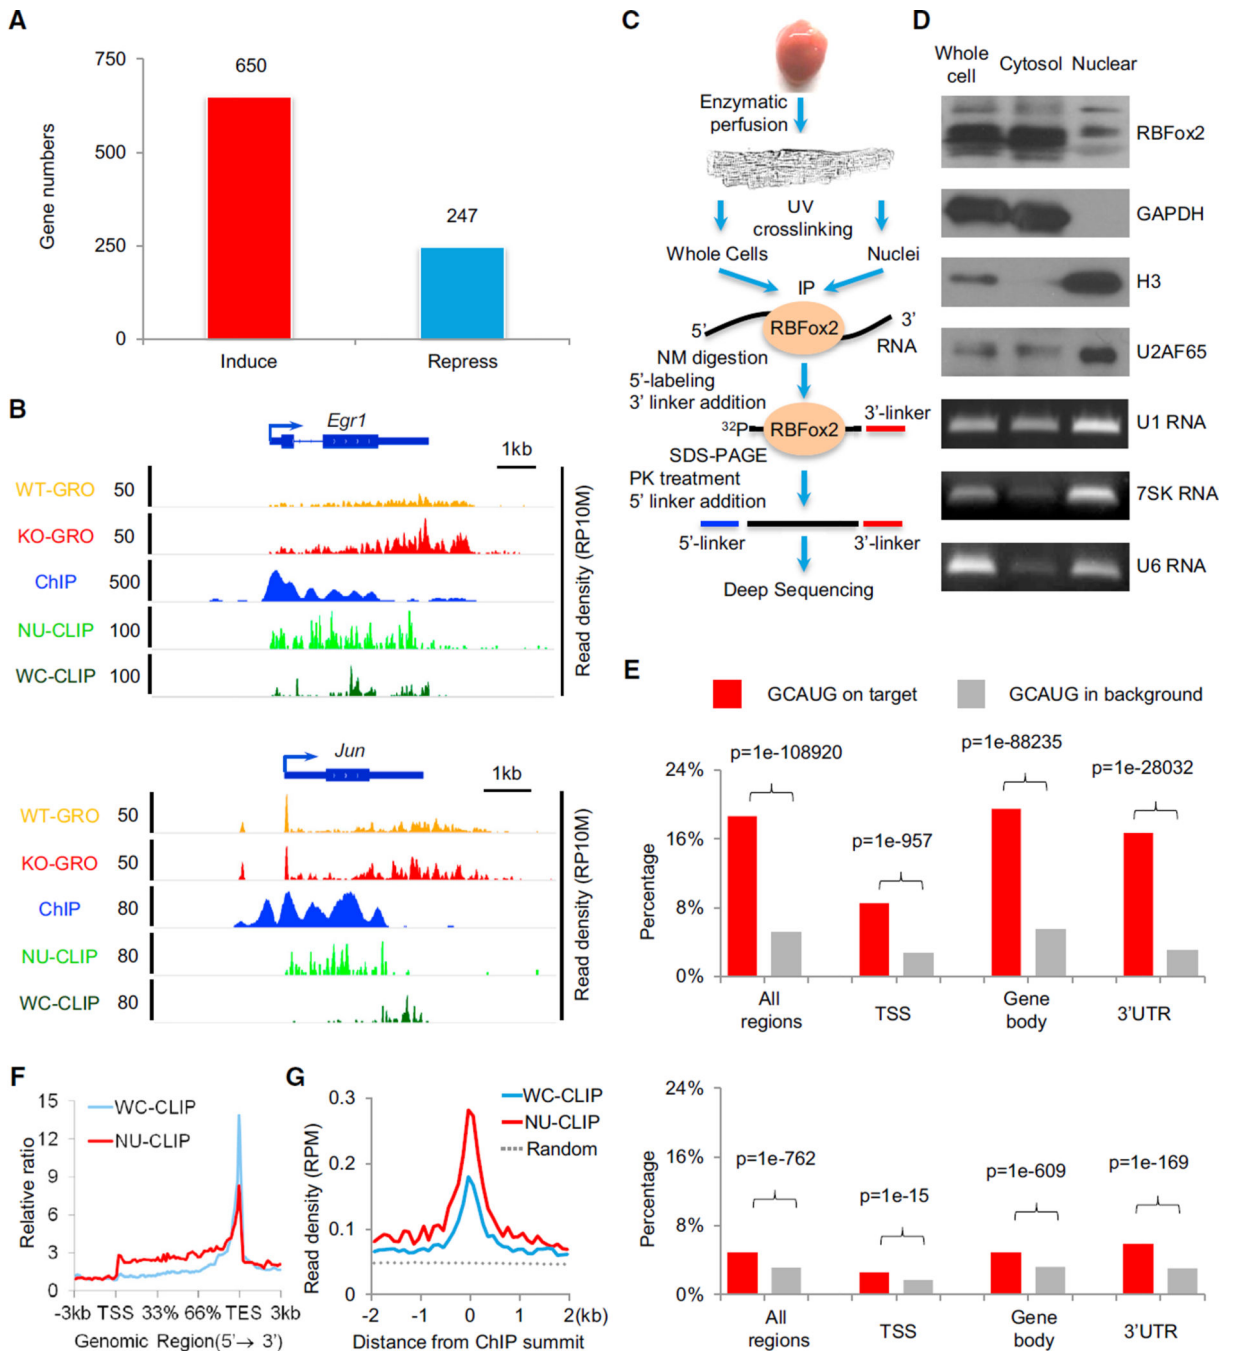 A
750
500
250
0
Gene numbers
650
247
Induce
Repress
B
Egr1
1kb
WT-GRO 50
KO-GRO 50
ChIP 500
NU-CLIP 100
WC-CLIP 100
Read density (RP10M)
Jun
1kb
WT-GRO 50
KO-GRO 50
ChIP 80
NU-CLIP 80
WC-CLIP 80
Read density (RP10M)
C
Enzymatic
perfusion
UV
crosslinking
Whole Cells
Nuclei
IP
5'
RBFox2
3'
RNA
NM digestion
5'-labeling
3' linker addition
3'-linker
32P
RBFox2
SDS-PAGE
PK treatment
5' linker addition
5'-linker
3'-linker
Deep Sequencing
D
Whole
cell
Cytosol
Nuclear
RBFox2
GAPDH
H3
U2AF65
U1 RNA
7SK RNA
U6 RNA
E
GCAUG on target
GCAUG in background
24%
16%
8%
0%
Percentage
p=1e-108920
p=1e-957
p=1e-88235
p=1e-28032
All
regions
TSS
Gene
body
3'UTR
24%
16%
8%
0%
Percentage
p=1e-762
p=1e-15
p=1e-609
p=1e-169
All
regions
TSS
Gene
body
3'UTR
F
15
12
9
6
3
0
Relative ratio
WC-CLIP
NU-CLIP
-3kb TSS 33% 66% TES 3kb
Genomic Region(5'→ 3')
G
0.3
0.2
0.1
0
Read density (RPM)
WC-CLIP
NU-CLIP
Random
-2 -1 0 1 2(kb)
Distance from ChIP summit